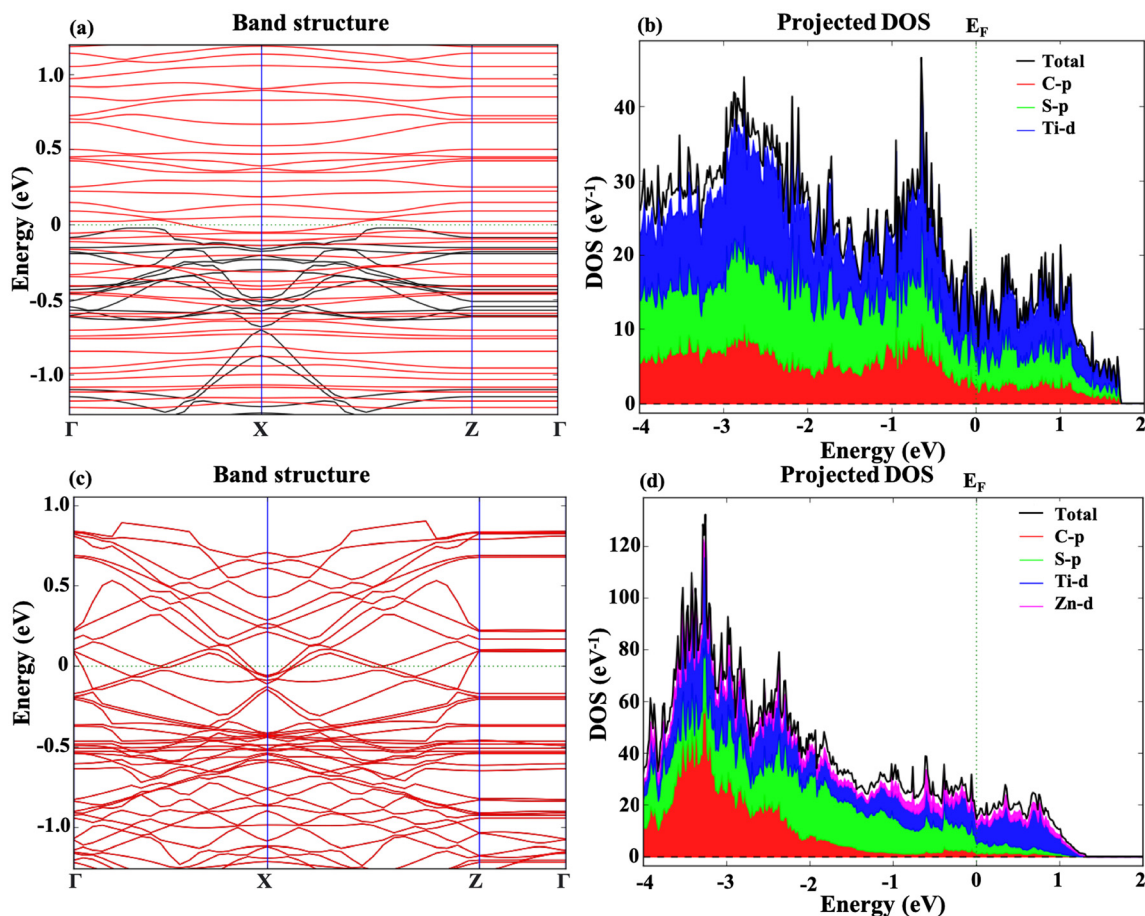 (a) Band structure
Energy (eV)
1.0
0.5
0
-0.5
-1.0
Γ X Z Γ
(b) Projected DOS E_F
DOS (eV⁻¹)
40
30
20
10
0
Total
C-p
S-p
Ti-d
-4 -3 -2 -1 0 1 2
Energy (eV)
(c) Band structure
Energy (eV)
1.0
0.5
0
-0.5
-1.0
Γ X Z Γ
(d) Projected DOS E_F
DOS (eV⁻¹)
120
100
80
60
40
20
0
Total
C-p
S-p
Ti-d
Zn-d
-4 -3 -2 -1 0 1 2
Energy (eV)